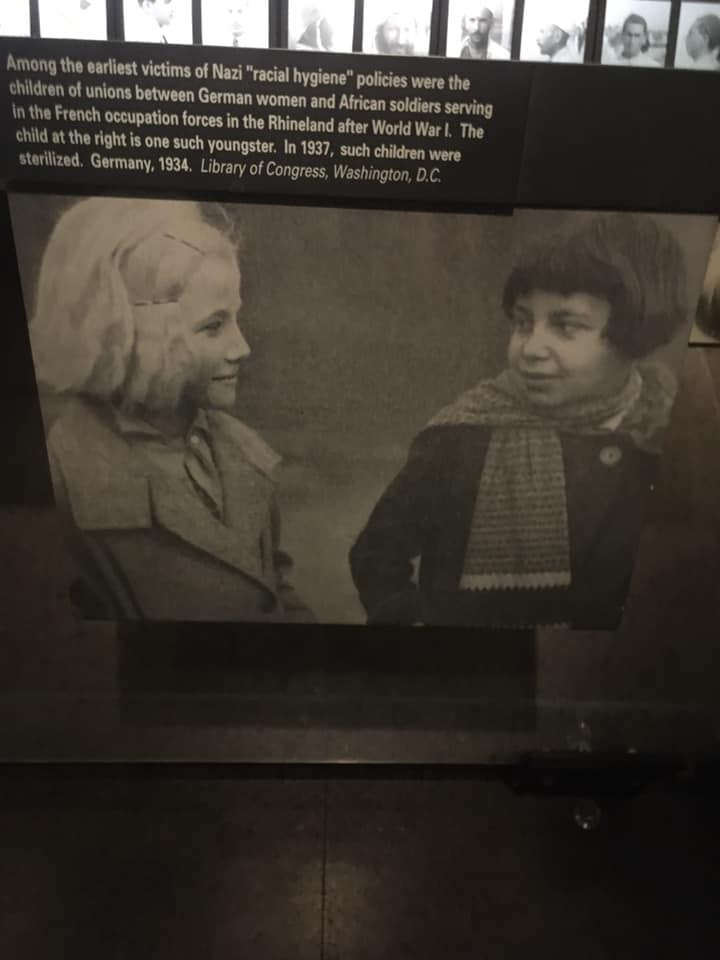 Among the earliest victims of Nazi "racial hygiene" policies were the
children of unions between German women and African soldiers serving
in the French occupation forces in the Rhineland after World War I. The
child at the right is one such youngster. In 1937, such children were
sterilized. Germany, 1934. Library of Congress, Washington, D.C.